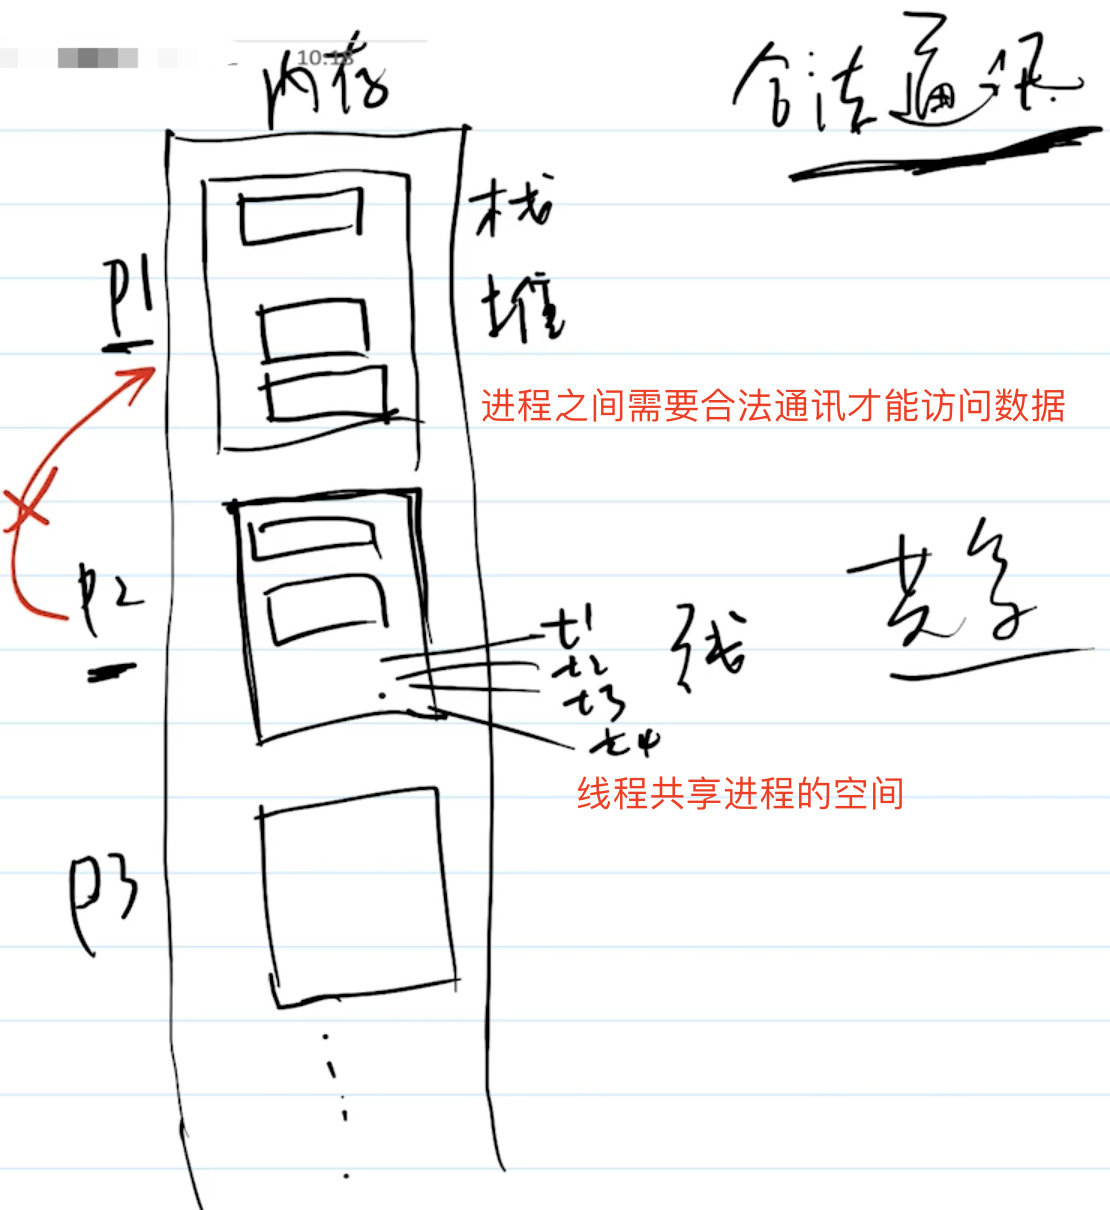 10:18
内存
合法通讯
栈
P1
堆
进程之间需要合法通讯才能访问数据
P2
t1
t2
t3
t4
线
共享
线程共享进程的空间
P3